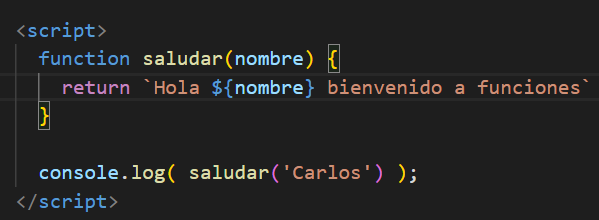 <script>
function saludar(nombre) {
return `Hola ${nombre} bienvenido a funciones`
}
console.log( saludar('Carlos') );
</script>